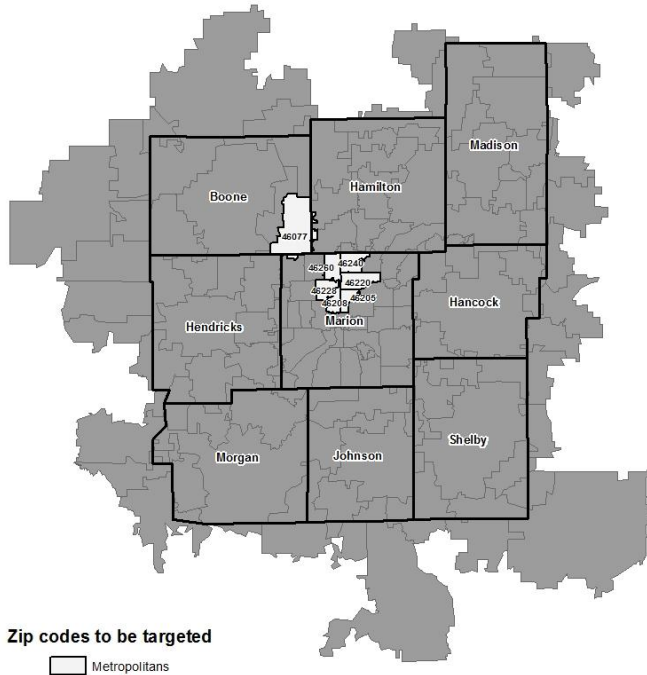 Madison
Hamilton
Boone
46077
46240
46260
46220
46228
46205
46208
Hancock
Marion
Hendricks
Shelby
Morgan
Johnson
Zip codes to be targeted
Metropolitans